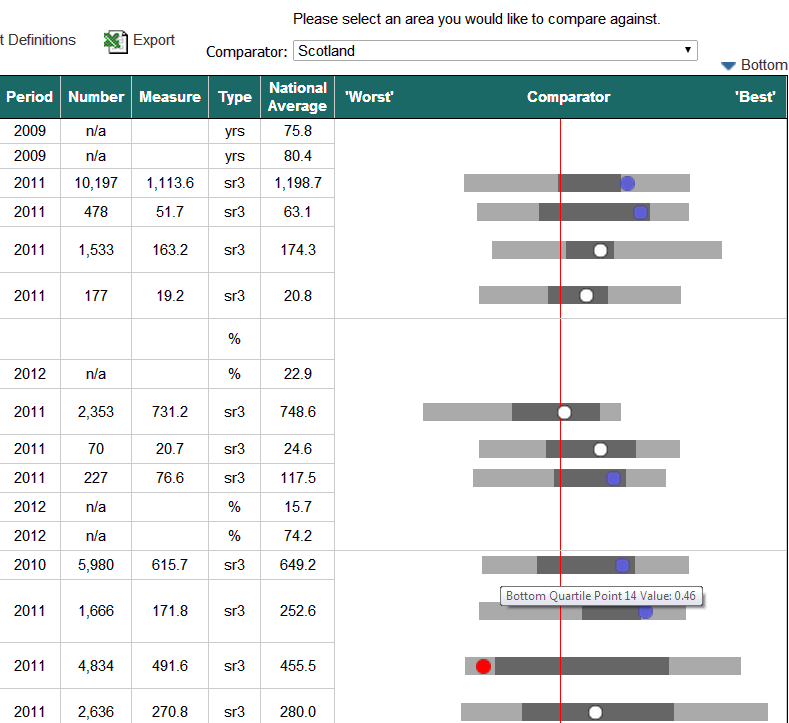 Please select an area you would like to compare against.
t Definitions Export Comparator: Scotland
Bottom
Period Number Measure Type National Average 'Worst' Comparator 'Best'
2009 n/a yrs 75.8
2009 n/a yrs 80.4
2011 10,197 1,113.6 sr3 1,198.7
2011 478 51.7 sr3 63.1
2011 1,533 163.2 sr3 174.3
2011 177 19.2 sr3 20.8
%
2012 n/a % 22.9
2011 2,353 731.2 sr3 748.6
2011 70 20.7 sr3 24.6
2011 227 76.6 sr3 117.5
2012 n/a % 15.7
2012 n/a % 74.2
2010 5,980 615.7 sr3 649.2
Bottom Quartile Point 14 Value: 0.46
2011 1,666 171.8 sr3 252.6
2011 4,834 491.6 sr3 455.5
2011 2,636 270.8 sr3 280.0